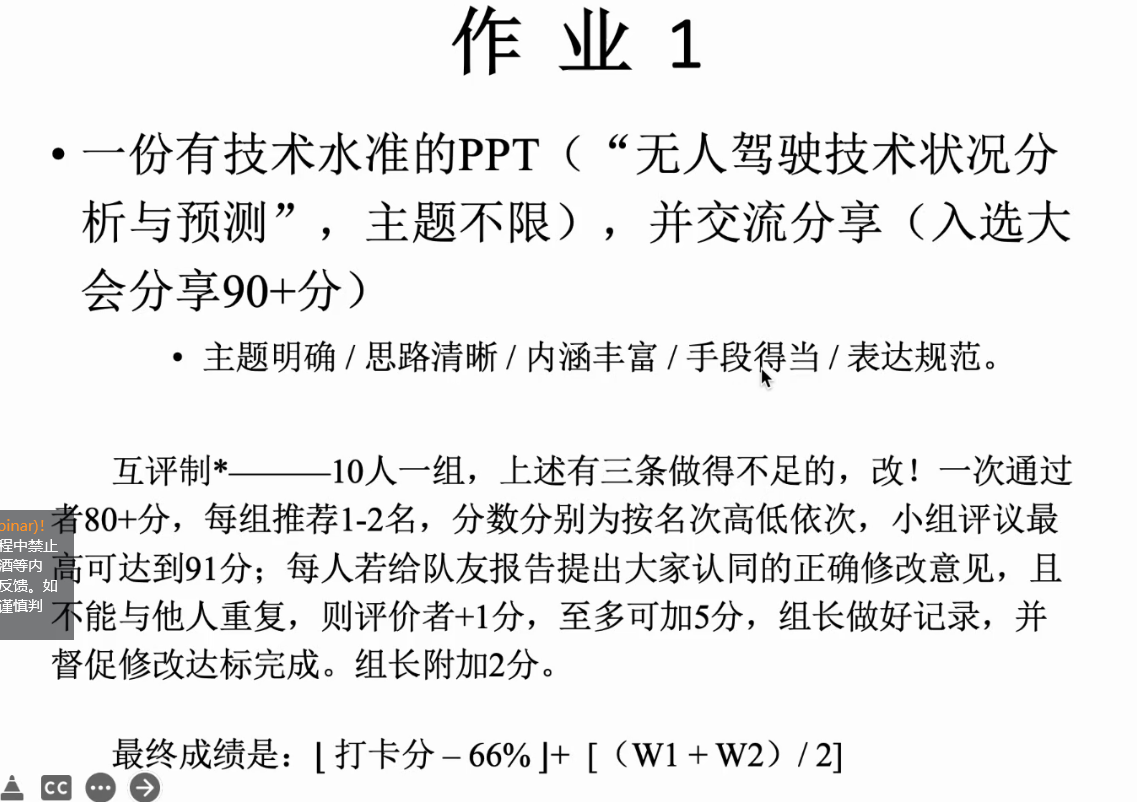 作 业 1
• 一份有技术水准的PPT（“无人驾驶技术状况分
析与预测”，主题不限），并交流分享（入选大
会分享90+分）
• 主题明确 / 思路清晰 / 内涵丰富 / 手段得当 / 表达规范。
互评制*———10人一组，上述有三条做得不足的，改！一次通过
者80+分，每组推荐1-2名，分数分别为按名次高低依次，小组评议最
高可达到91分；每人若给队友报告提出大家认同的正确修改意见，且
不能与他人重复，则评价者+1分，至多可加5分，组长做好记录，并
督促修改达标完成。组长附加2分。
binar)!
程中禁止
酒等内
反馈。如
谨慎判
最终成绩是：⌊ 打卡分 – 66% ⌋+ [（W1 + W2）/ 2]
CC